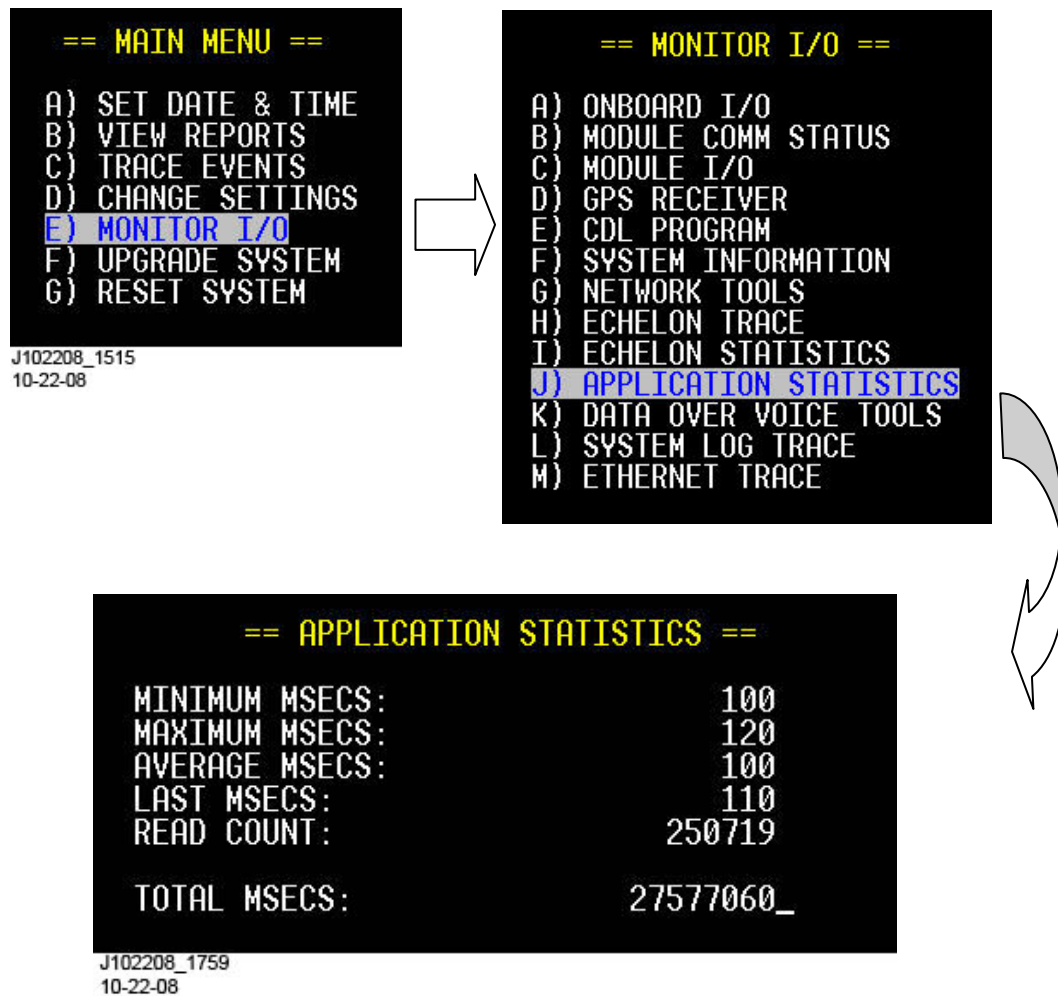 == MAIN MENU ==
A) SET DATE & TIME
B) VIEW REPORTS
C) TRACE EVENTS
D) CHANGE SETTINGS
E) MONITOR I/O
F) UPGRADE SYSTEM
G) RESET SYSTEM
J102208_1515
10-22-08
== MONITOR I/O ==
A) ONBOARD I/O
B) MODULE COMM STATUS
C) MODULE I/O
D) GPS RECEIVER
E) CDL PROGRAM
F) SYSTEM INFORMATION
G) NETWORK TOOLS
H) ECHELON TRACE
I) ECHELON STATISTICS
J) APPLICATION STATISTICS
K) DATA OVER VOICE TOOLS
L) SYSTEM LOG TRACE
M) ETHERNET TRACE
== APPLICATION STATISTICS ==
MINIMUM MSECS: 100
MAXIMUM MSECS: 120
AVERAGE MSECS: 100
LAST MSECS: 110
READ COUNT: 250719
TOTAL MSECS: 27577060_
J102208_1759
10-22-08